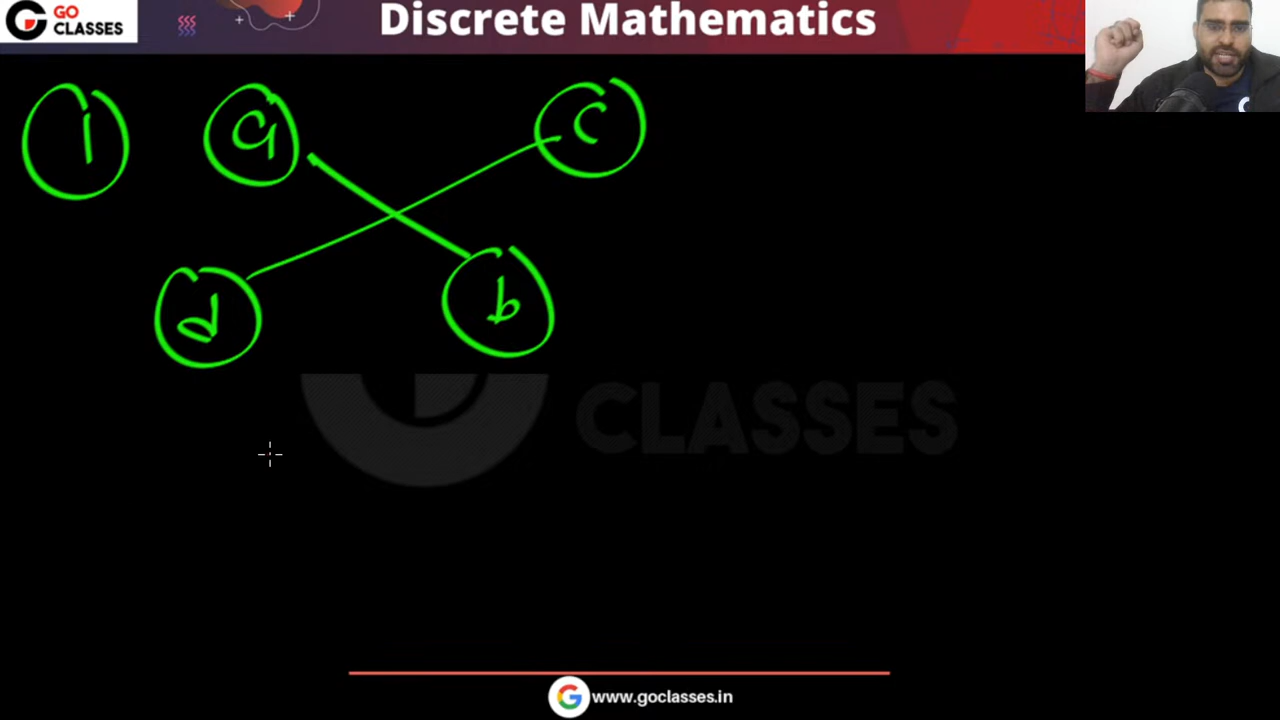 GO
CLASSES
Discrete Mathematics
1
a
c
d
b
CLASSES
www.goclasses.in